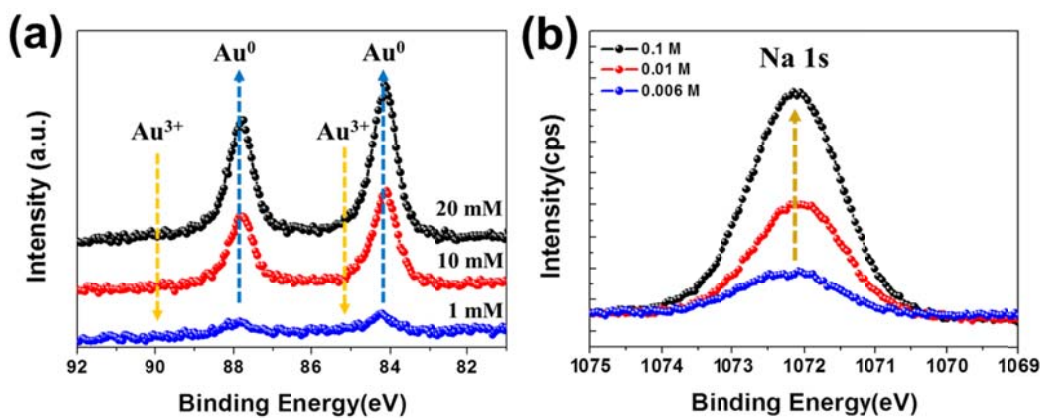 (a)
Au⁰
Au⁰
Au³⁺
Au³⁺
20 mM
10 mM
1 mM
Intensity (a.u.)
92 90 88 86 84 82
Binding Energy(eV)
(b)
0.1 M
0.01 M
0.006 M
Na 1s
Intensity(cps)
1075 1074 1073 1072 1071 1070 1069
Binding Energy(eV)